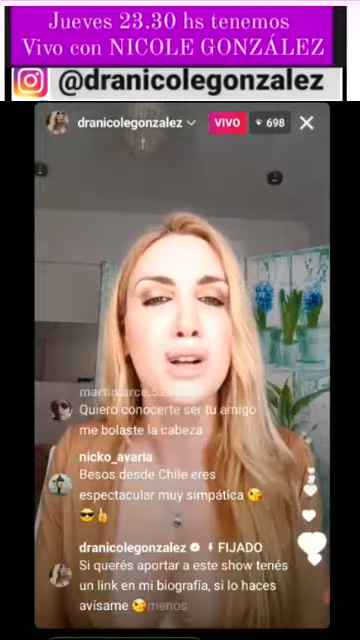 Jueves 23.30 hs tenemos
Vivo con NICOLE GONZÁLEZ
@dranicolegonzalez
dranicolegonzalez
VIVO
698
Quiero conocerte ser tu amigo
me bolaste la cabeza
nicko_avaria
Besos desde Chile eres
espectacular muy simpática 😘
😎☝
dranicolegonzalez FIJADO
Si querés aportar a este show tenés
un link en mi biografía, si lo haces
avísame 😘menos